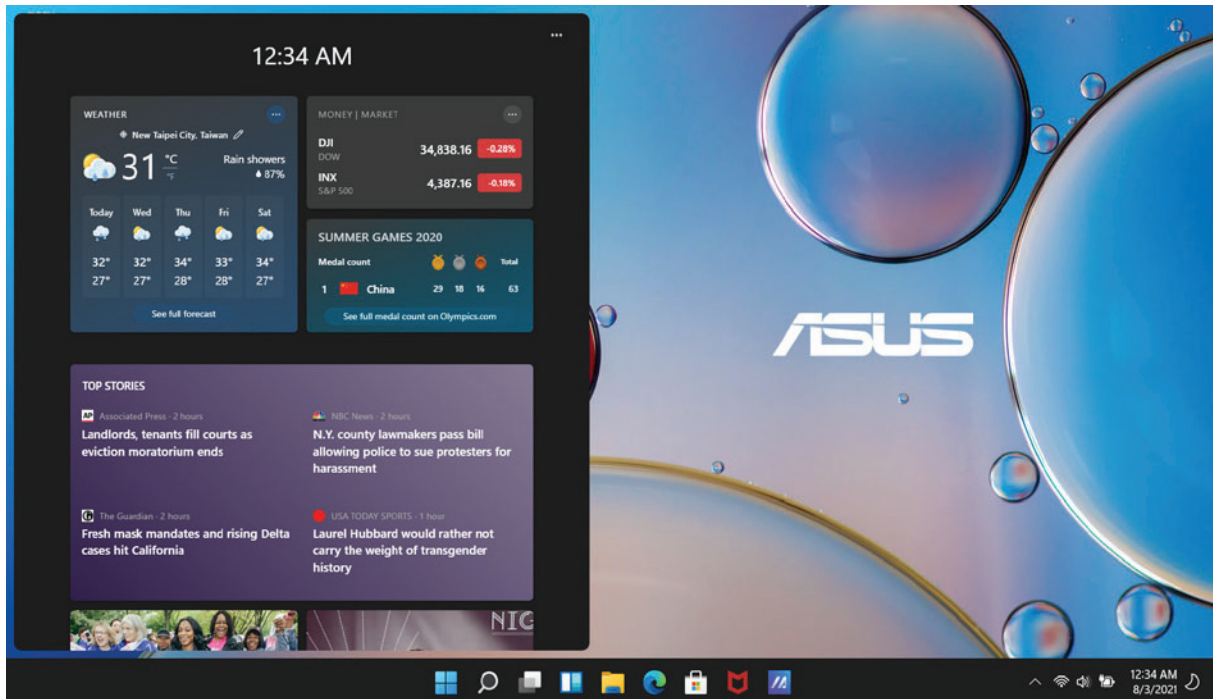 12:34 AM
WEATHER
New Taipei City, Taiwan
31 °C
°F
Rain showers
87%
Today Wed Thu Fri Sat
32° 32° 34° 33° 34°
27° 27° 28° 28° 27°
See full forecast
MONEY | MARKET
DJI
DOW
34,838.16 -0.28%
INX
S&P 500
4,387.16 -0.18%
SUMMER GAMES 2020
Medal count Total
1 China 29 18 16 63
See full medal count on Olympics.com
TOP STORIES
AP Associated Press · 2 hours
Landlords, tenants fill courts as
eviction moratorium ends
NBC News · 2 hours
N.Y. county lawmakers pass bill
allowing police to sue protesters for
harassment
The Guardian · 2 hours
Fresh mask mandates and rising Delta
cases hit California
USA TODAY SPORTS · 1 hour
Laurel Hubbard would rather not
carry the weight of transgender
history
NIG
ASUS
12:34 AM
8/3/2021